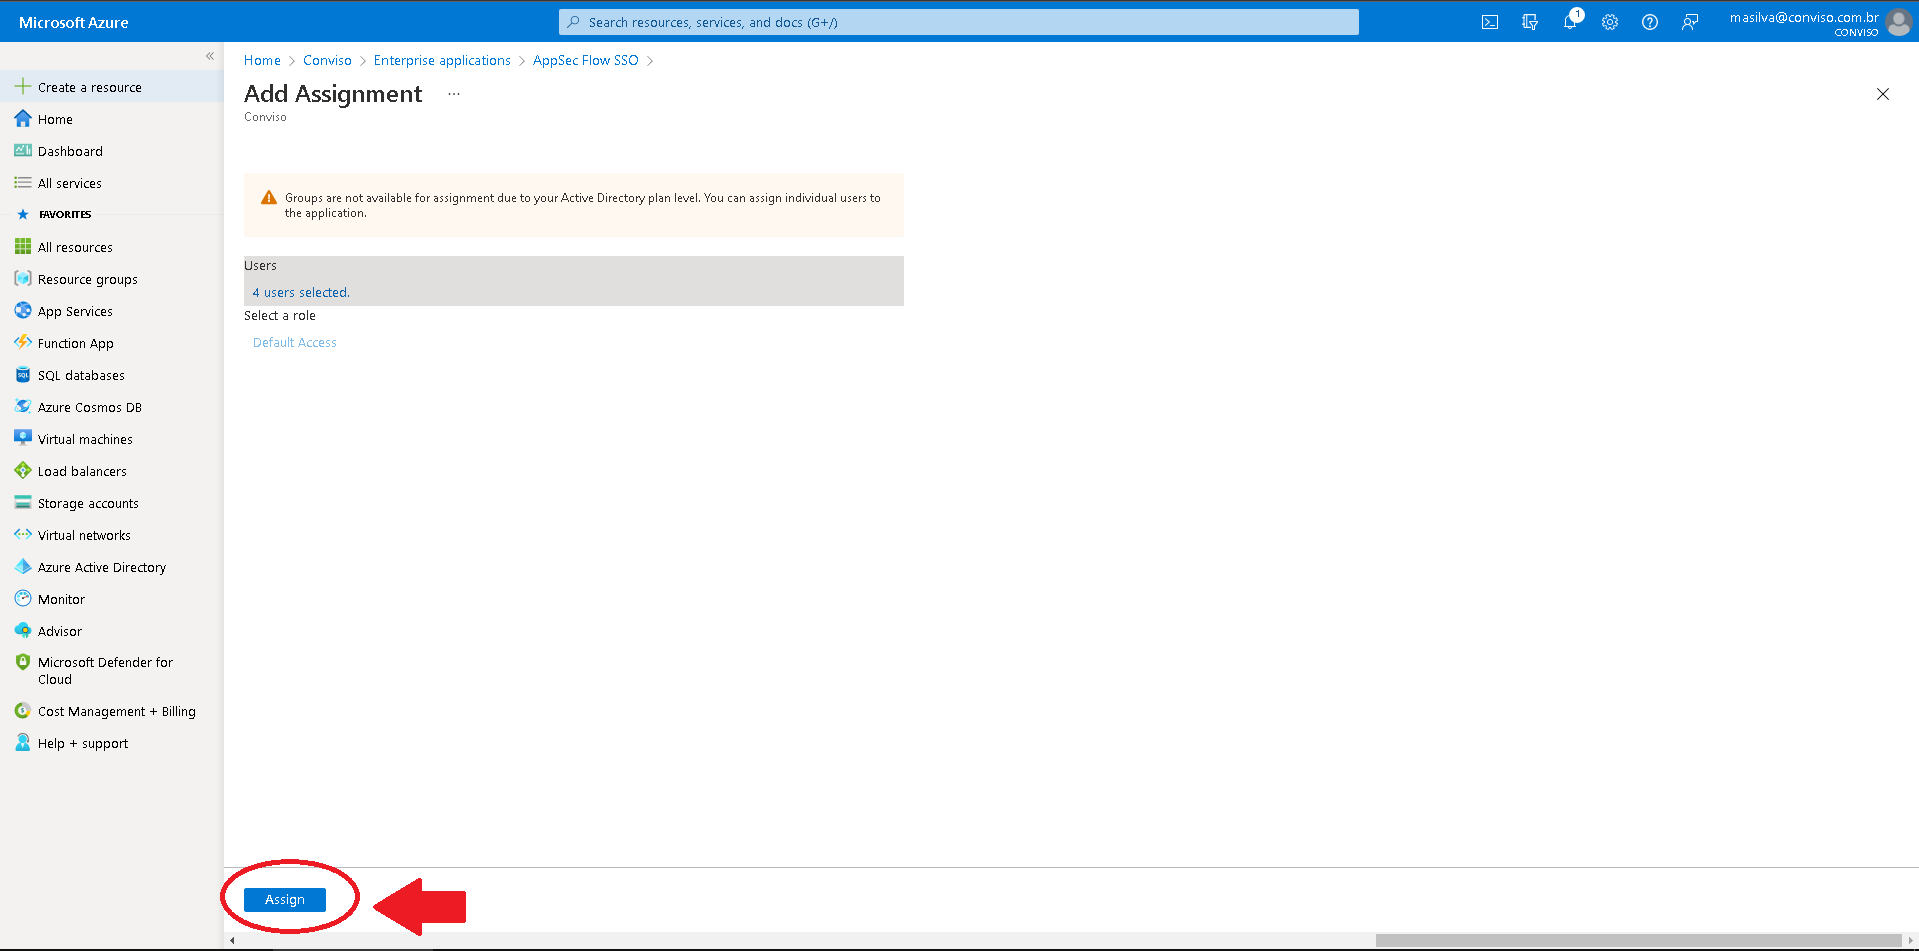 Microsoft Azure
Search resources, services, and docs (G+/)
1
masilva@conviso.com.br
CONVISO
«
Create a resource
Home
Dashboard
All services
FAVORITES
All resources
Resource groups
App Services
Function App
SQL databases
Azure Cosmos DB
Virtual machines
Load balancers
Storage accounts
Virtual networks
Azure Active Directory
Monitor
Advisor
Microsoft Defender for
Cloud
Cost Management + Billing
Help + support
Home > Conviso > Enterprise applications > AppSec Flow SSO >
Add Assignment ...
Conviso
Groups are not available for assignment due to your Active Directory plan level. You can assign individual users to
the application.
Users
4 users selected.
Select a role
Default Access
Assign